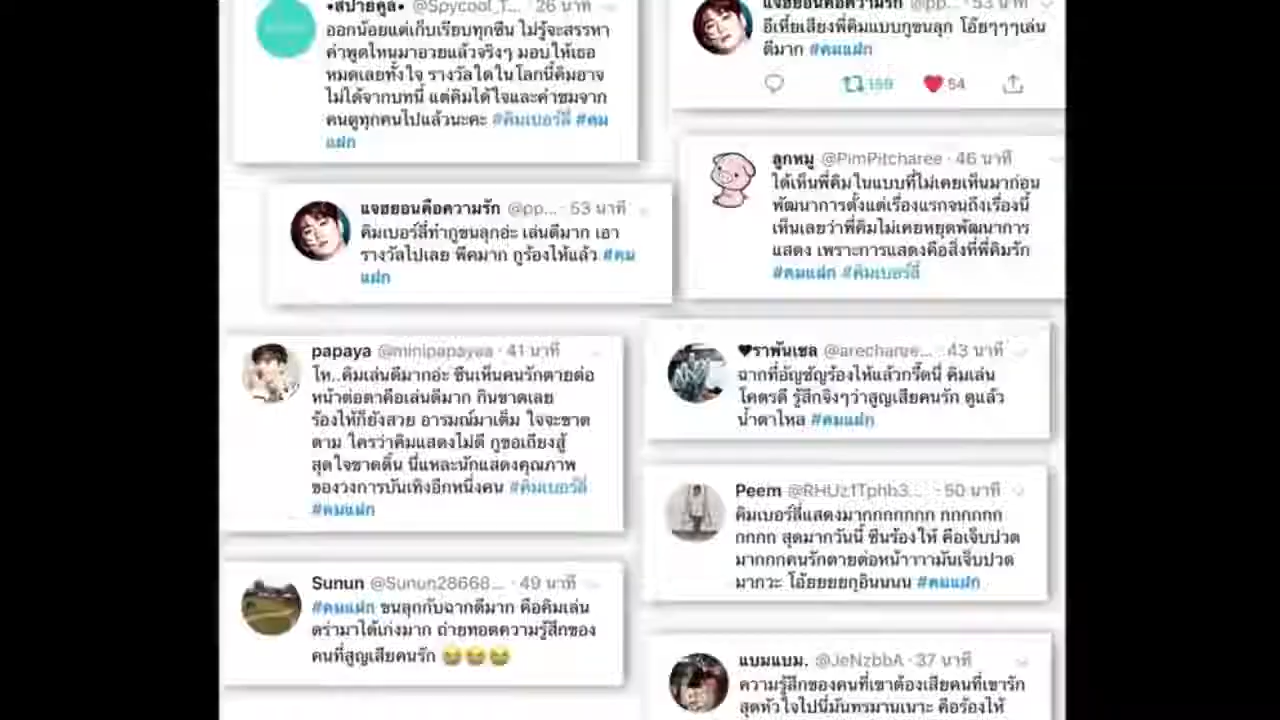 •สปายคูล• @Spycool_T... · 26 นาที
ออกน้อยแต่เก็บเรียบทุกซีน ไม่รู้จะสรรหา
คำพูดไหนมาอวยแล้วจริงๆ มอบให้เธอ
หมดเลยทั้งใจ รางวัลใดในโลกนี้คิมอาจ
ไม่ได้จากบทนี้ แต่คิมได้ใจและคำชมจาก
คนดูทุกคนไปแล้วนะคะ #คิมเบอร์ลี่ #คม
แฝก
แจฮยอนคือความรัก @pp... · 53 นาที
คิมเบอร์ลี่ทำกูขนลุกอ่ะ เล่นดีมาก เอา
รางวัลไปเลย พีคมาก กูร้องไห้แล้ว #คม
แฝก
papaya @minipapayaa · 41 นาที
โห..คิมเล่นดีมากอ่ะ ซีนเห็นคนรักตายต่อ
หน้าต่อตาคือเล่นดีมาก กินขาดเลย
ร้องไห้ก็ยังสวย อารมณ์มาเต็ม ใจจะขาด
ตาม ใครว่าคิมแสดงไม่ดี กูขอเถียงสู้
สุดใจขาดดิ้น นี่แหละนักแสดงคุณภาพ
ของวงการบันเทิงอีกหนึ่งคน #คิมเบอร์ลี่
#คมแฝก
Sunun @Sunun28668... · 49 นาที
#คมแฝก ขนลุกกับฉากดีมาก คือคิมเล่น
ดราม่าได้เก่งมาก ถ่ายทอดความรู้สึกของ
คนที่สูญเสียคนรัก
แจฮยอนคือความรัก @pp... · 53 นาที
อีเหี้ยเสียงพี่คิมแบบกูขนลุก โอ๊ยๆๆๆเล่น
ดีมาก #คมแฝก
159 54
ลูกหมู @PimPitcharee · 46 นาที
ได้เห็นพี่คิมในแบบที่ไม่เคยเห็นมาก่อน
พัฒนาการตั้งแต่เรื่องแรกจนถึงเรื่องนี้
เห็นเลยว่าพี่คิมไม่เคยหยุดพัฒนาการ
แสดง เพราะการแสดงคือสิ่งที่พี่คิมรัก
#คมแฝก #คิมเบอร์ลี่
♥ราพันเซล · 43 นาที
ฉากที่อัญชัญร้องไห้แล้วกรี๊ดนี่ คิมเล่น
โคตรดี รู้สึกจริงๆว่าสูญเสียคนรัก ดูแล้ว
น้ำตาไหล #คมแฝก
Peem @RHUz1Tphb3... · 50 นาที
คิมเบอร์ลี่แสดงมากกกกกกก กกกกกก
กกกก สุดมากวันนี้ ซีนร้องไห้ คือเจ็บปวด
มากกกคนรักตายต่อหน้าาาามันเจ็บปวด
มากวะ โอ้ยยยยกูอินนนน #คมแฝก
แบมแบม. @JeNzbbA · 37 นาที
ความรู้สึกของคนที่เขาต้องเสียคนที่เขารัก
สุดหัวใจไปนี่มันทรมานเนาะ คือร้องไห้